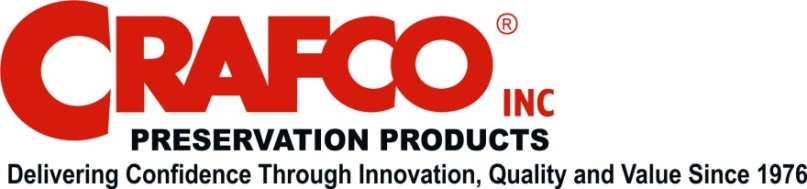 CRAFCO® INC
PRESERVATION PRODUCTS
Delivering Confidence Through Innovation, Quality and Value Since 1976